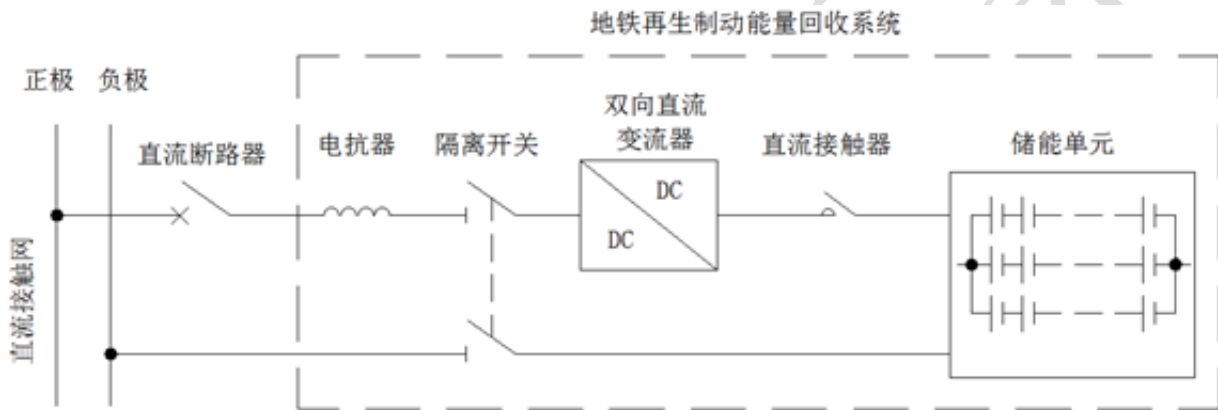 地铁再生制动能量回收系统
正极
负极
双向直流
变流器
直流断路器
电抗器
隔离开关
直流接触器
储能单元
DC
DC
直流接触网